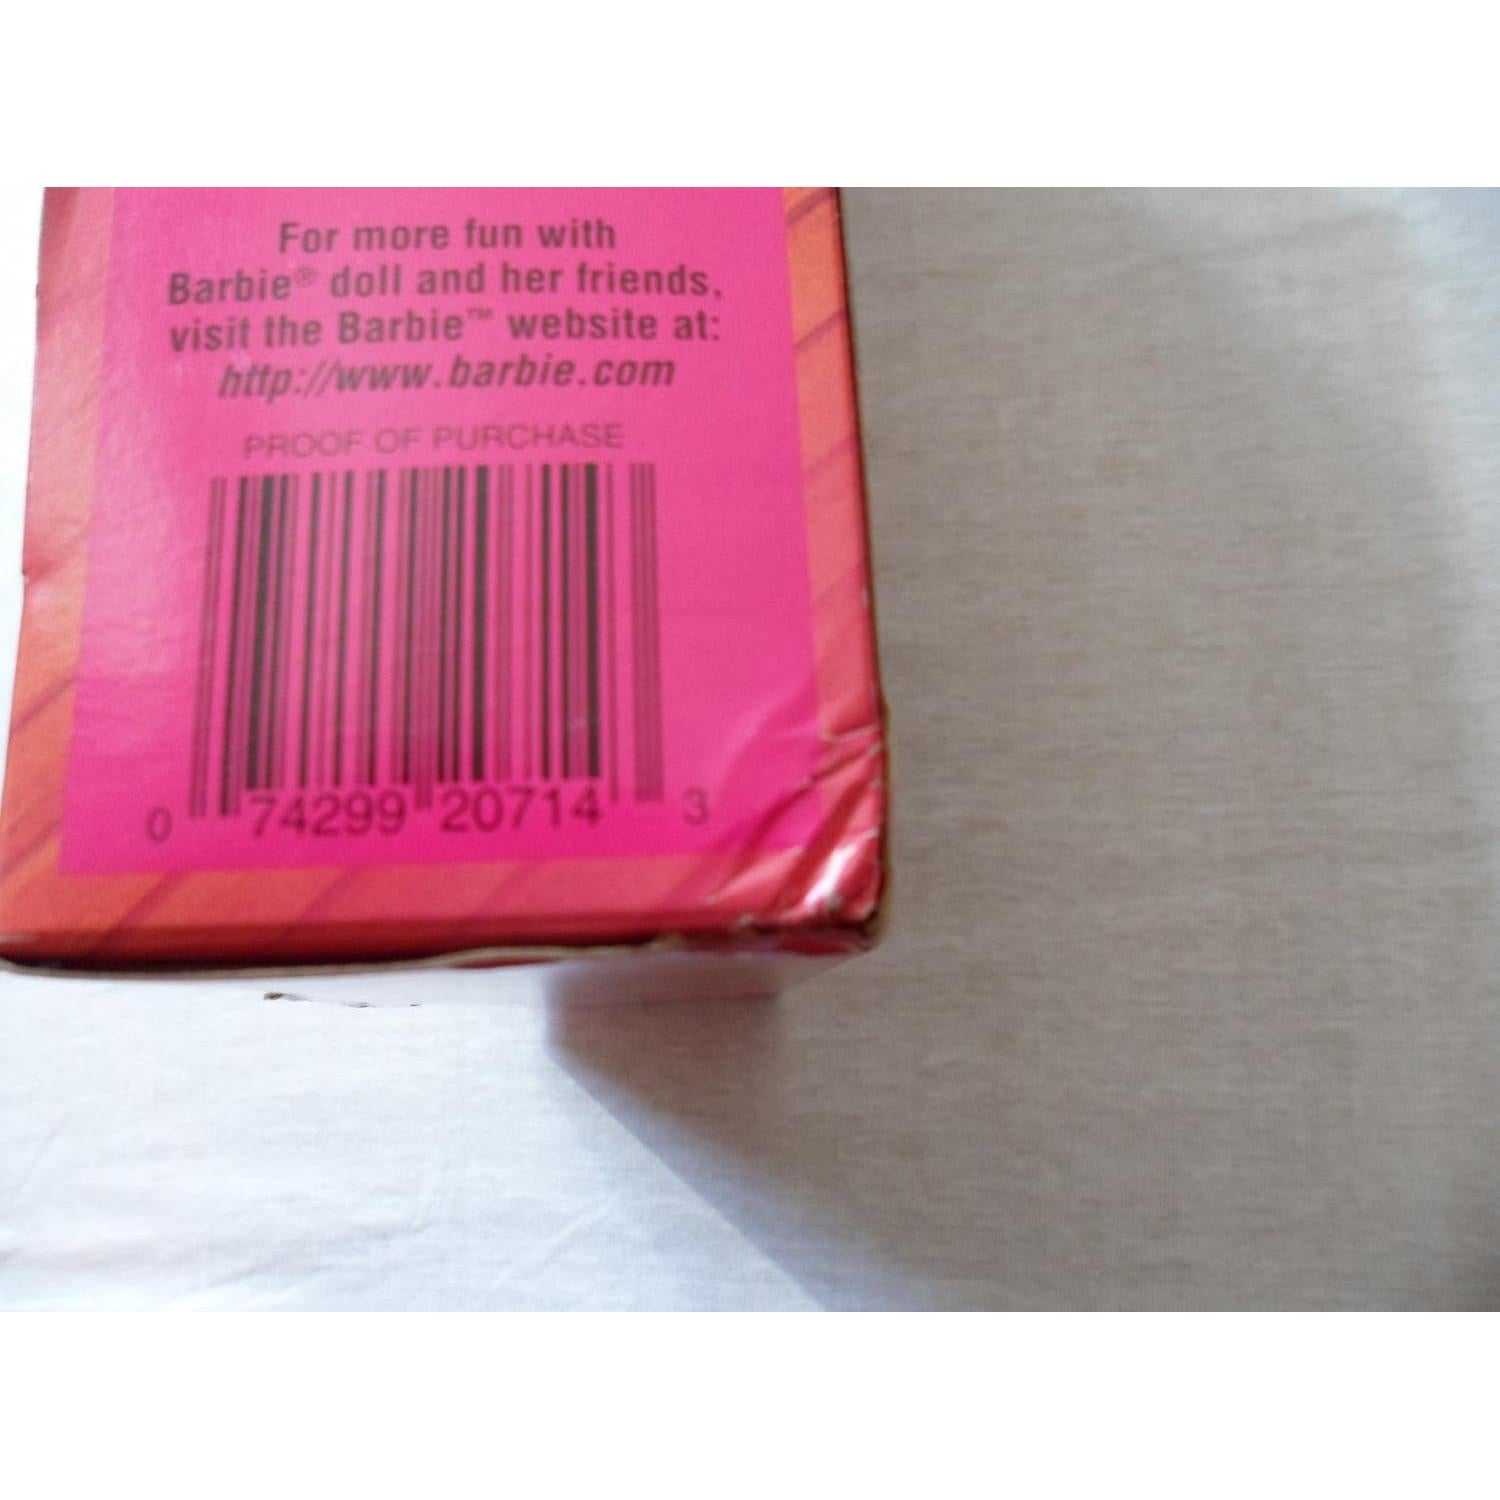 For more fun with
Barbie® doll and her friends,
visit the Barbie™ website at:
http://www.barbie.com
PROOF OF PURCHASE
0 74299 20714 3